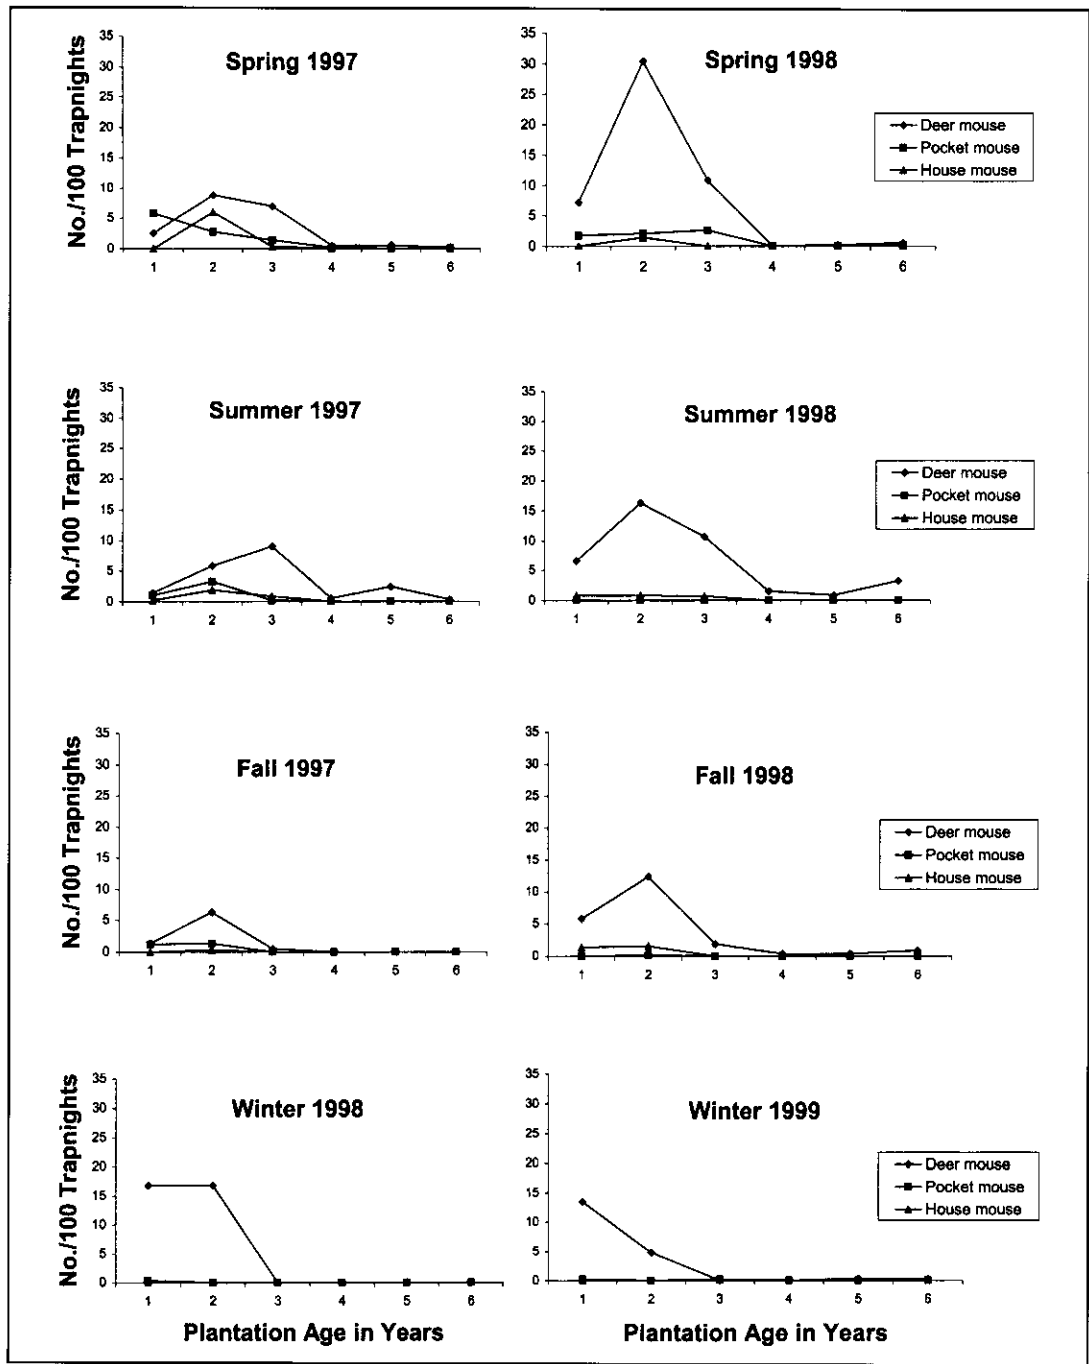 Spring 1997
No./100 Trapnights
35
30
25
20
15
10
5
0
1 2 3 4 5 6
Spring 1998
35
30
25
20
15
10
5
0
1 2 3 4 5 6
Deer mouse
Pocket mouse
House mouse
Summer 1997
No./100 Trapnights
35
30
25
20
15
10
5
0
1 2 3 4 5 6
Summer 1998
35
30
25
20
15
10
5
0
1 2 3 4 5 6
Deer mouse
Pocket mouse
House mouse
Fall 1997
No./100 Trapnights
35
30
25
20
15
10
5
0
1 2 3 4 5 6
Fall 1998
35
30
25
20
15
10
5
0
1 2 3 4 5 6
Deer mouse
Pocket mouse
House mouse
Winter 1998
No./100 Trapnights
35
30
25
20
15
10
5
0
1 2 3 4 5 6
Plantation Age in Years
Winter 1999
35
30
25
20
15
10
5
0
1 2 3 4 5 6
Plantation Age in Years
Deer mouse
Pocket mouse
House mouse